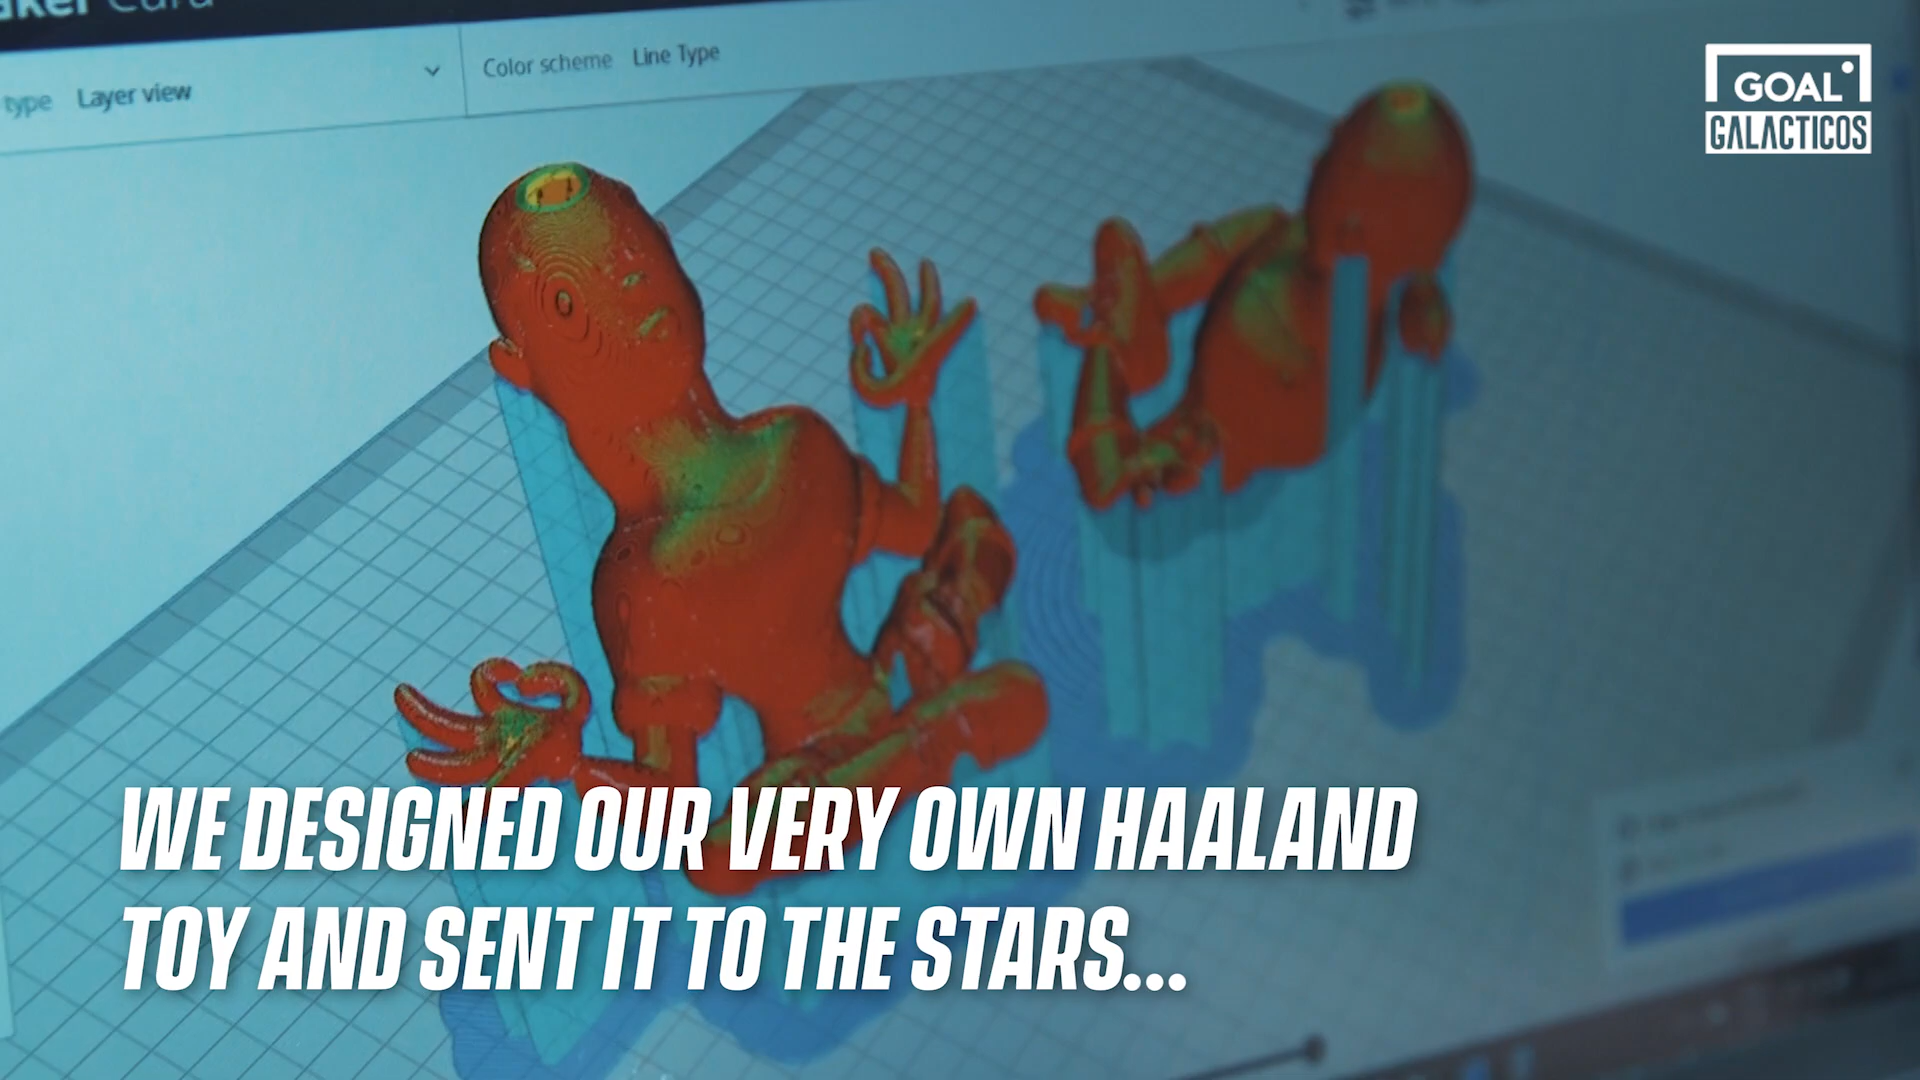 Cura
type Layer view
Color scheme Line Type
GOAL
GALACTICOS
WE DESIGNED OUR VERY OWN HAALAND
TOY AND SENT IT TO THE STARS...